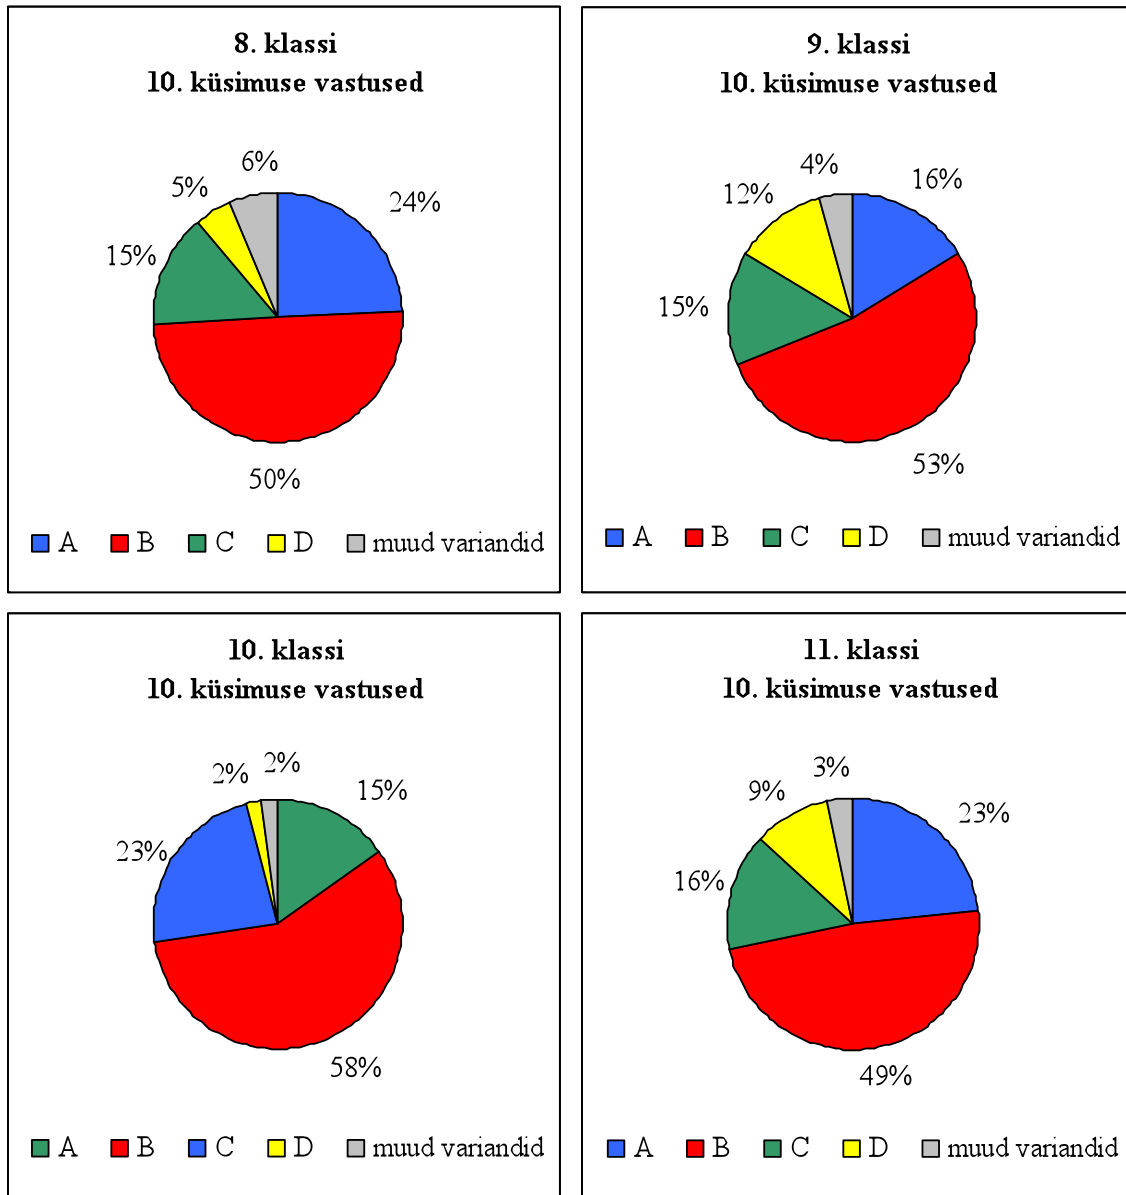 8. klassi
10. küsimuse vastused
6%
5%
24%
15%
50%
A B C D muud variandid
9. klassi
10. küsimuse vastused
4%
16%
12%
15%
53%
A B C D muud variandid
10. klassi
10. küsimuse vastused
2%
2%
15%
23%
58%
A B C D muud variandid
11. klassi
10. küsimuse vastused
3%
9%
23%
16%
49%
A B C D muud variandid